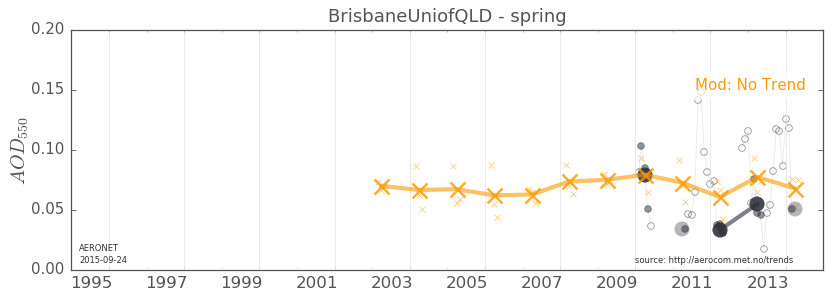 BrisbaneUniofQLD - spring
0.20
0.15
0.10
0.05
0.00
AOD550
Mod: No Trend
AERONET
2015-09-24
source: http://aerocom.met.no/trends
1995 1997 1999 2001 2003 2005 2007 2009 2011 2013